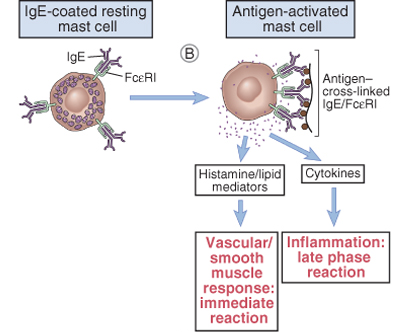 IgE-coated resting
mast cell
Antigen-activated
mast cell
B
IgE
FcεRI
Antigen–
cross-linked
IgE/FcεRI
Histamine/lipid
mediators
Cytokines
Vascular/
smooth
muscle
response:
immediate
reaction
Inflammation:
late phase
reaction